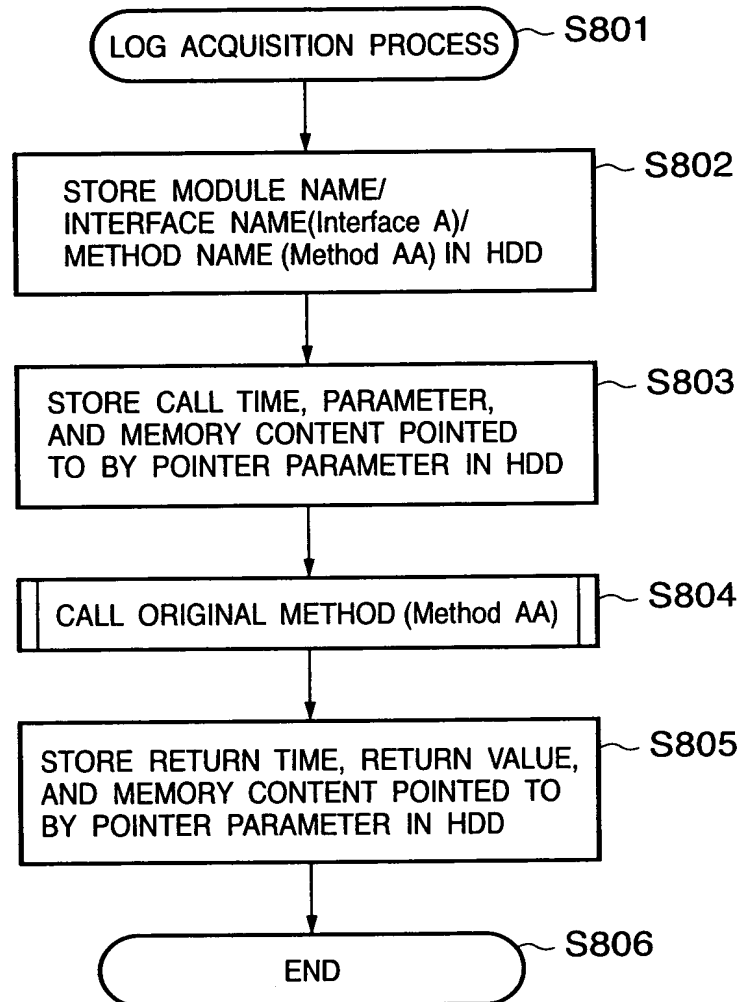 LOG ACQUISITION PROCESS
S801
STORE MODULE NAME/
INTERFACE NAME(Interface A)/
METHOD NAME (Method AA) IN HDD
S802
STORE CALL TIME, PARAMETER,
AND MEMORY CONTENT POINTED
TO BY POINTER PARAMETER IN HDD
S803
CALL ORIGINAL METHOD (Method AA)
S804
STORE RETURN TIME, RETURN VALUE,
AND MEMORY CONTENT POINTED TO
BY POINTER PARAMETER IN HDD
S805
END
S806